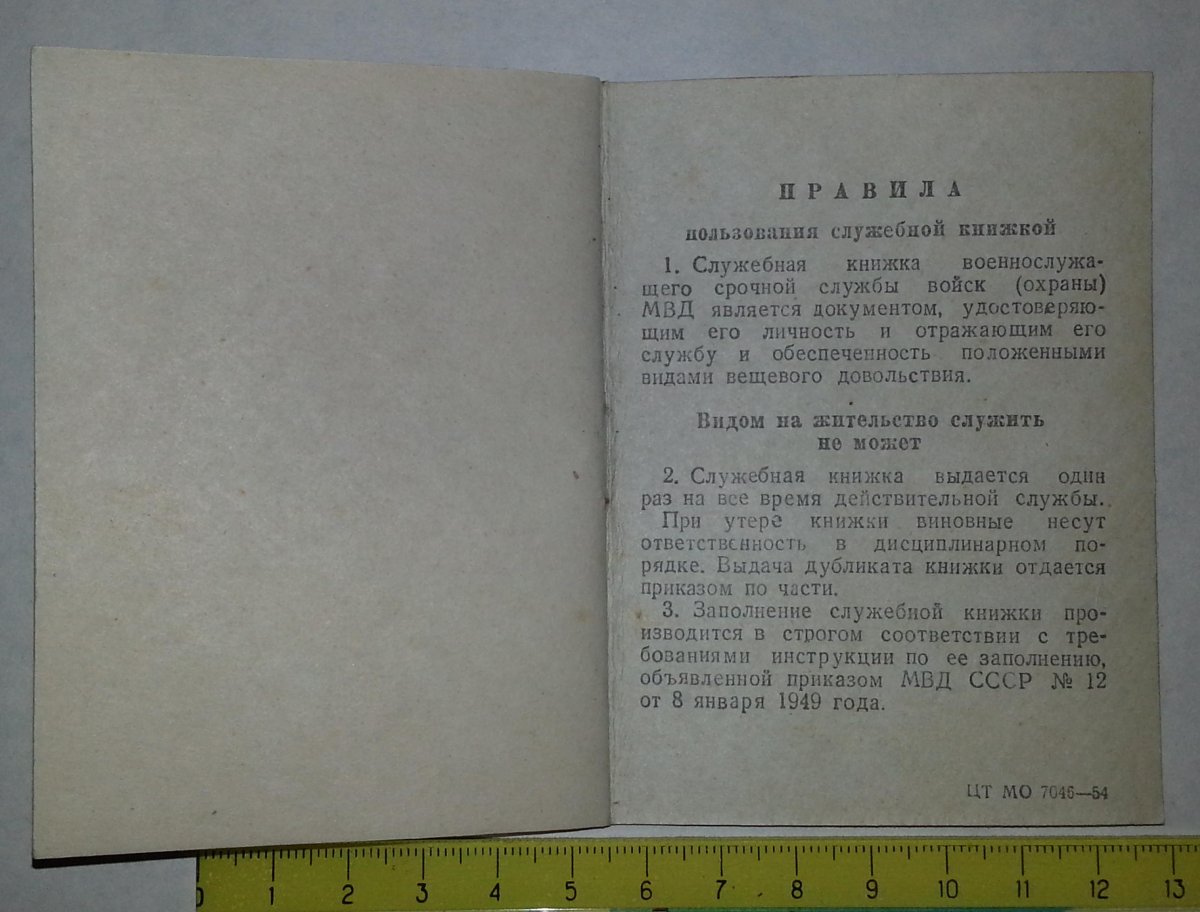 ПРАВИЛА
пользования служебной книжкой
1. Служебная книжка военнослужа-
щего срочной службы войск (охраны)
МВД является документом, удостоверяю-
щим его личность и отражающим его
службу и обеспеченность положенными
видами вещевого довольствия.
Видом на жительство служить
не может
2. Служебная книжка выдается один
раз на все время действительной службы.
При утере книжки виновные несут
ответственность в дисциплинарном по-
рядке. Выдача дубликата книжки отдается
приказом по части.
3. Заполнение служебной книжки про-
изводится в строгом соответствии с тре-
бованиями инструкции по ее заполнению,
объявленной приказом МВД СССР № 12
от 8 января 1949 года.
ЦТ МО 7046—54
0 1 2 3 4 5 6 7 8 9 10 11 12 13